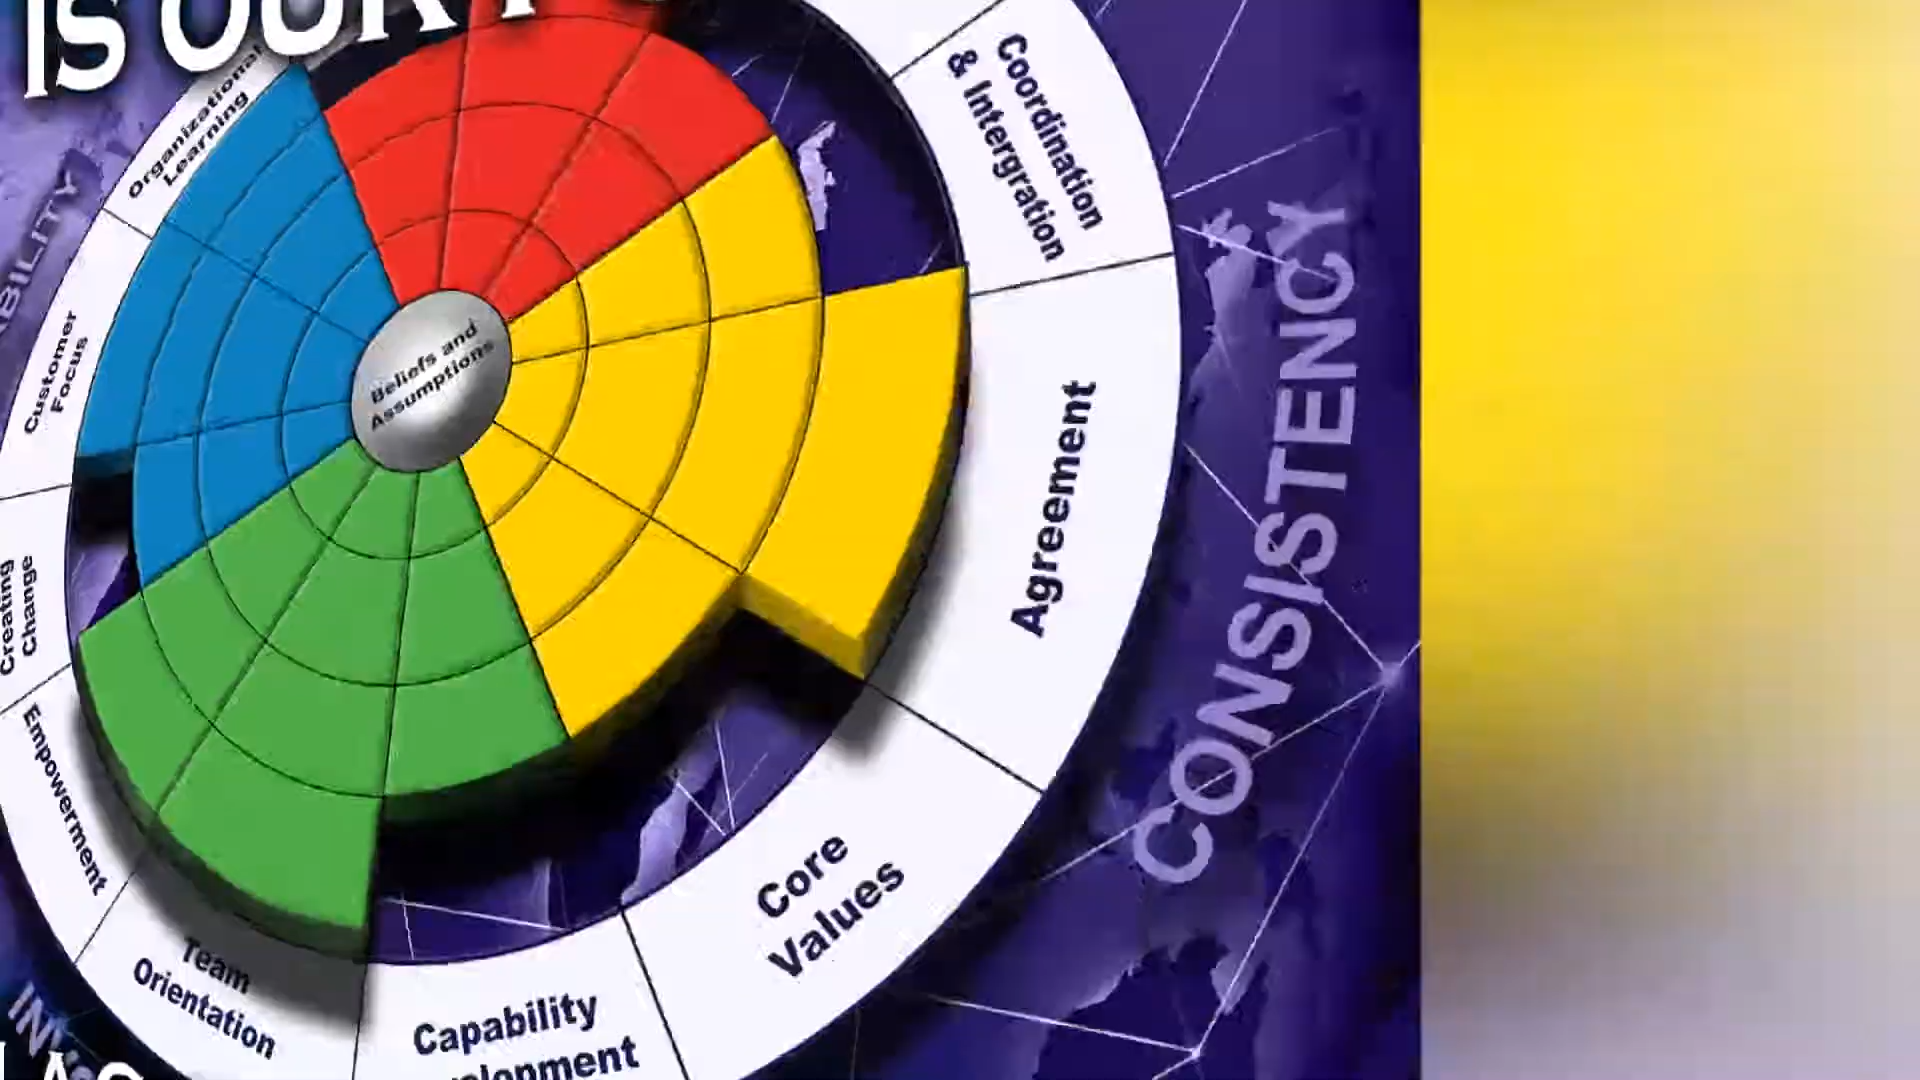 IS OUR
Organizational
Learning
Coordination
& Intergration
Customer
Focus
Beliefs and
Assumptions
CONSISTENCY
Agreement
Creating
Change
Empowerment
Core
Values
Team
Orientation
Capability